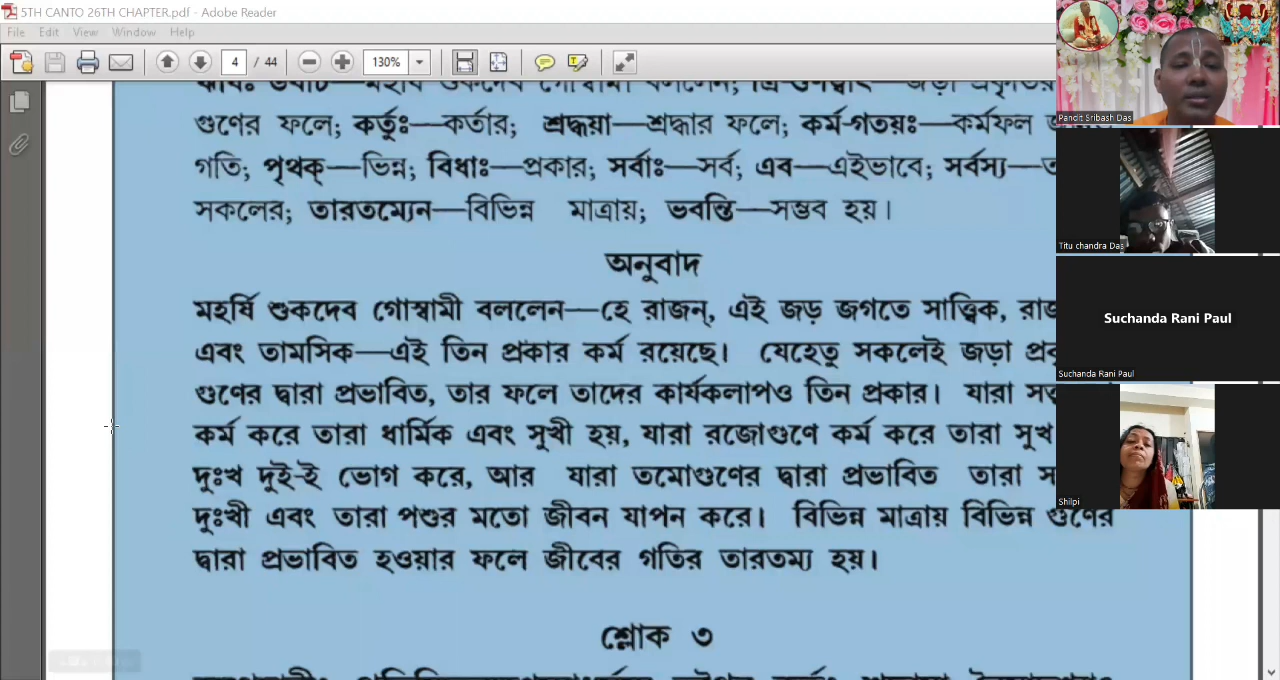 5TH CANTO 26TH CHAPTER.pdf - Adobe Reader
File Edit View Window Help
4 / 44 130%
গুণের ফলে; কর্তুঃ—কর্তার; শ্রদ্ধয়া—শ্রদ্ধার ফলে; কর্ম-গতয়ঃ—কর্মফল
গতি; পৃথক্—ভিন্ন; বিধাঃ—প্রকার; সর্বাঃ—সর্ব; এব—এইভাবে; সর্বস্য—
সকলের; তারতম্যেন—বিভিন্ন মাত্রায়; ভবন্তি—সম্ভব হয়।
অনুবাদ
মহর্ষি শুকদেব গোস্বামী বললেন—হে রাজন্, এই জড় জগতে সাত্ত্বিক,
এবং তামসিক—এই তিন প্রকার কর্ম রয়েছে। যেহেতু সকলেই জড়া
গুণের দ্বারা প্রভাবিত, তার ফলে তাদের কার্যকলাপও তিন প্রকার। যারা
কর্ম করে তারা ধার্মিক এবং সুখী হয়, যারা রজোগুণে কর্ম করে তারা সুখ
দুঃখ দুই-ই ভোগ করে, আর যারা তমোগুণের দ্বারা প্রভাবিত তারা
দুঃখী এবং তারা পশুর মতো জীবন যাপন করে। বিভিন্ন মাত্রায় বিভিন্ন গুণের
দ্বারা প্রভাবিত হওয়ার ফলে জীবের গতির তারতম্য হয়।
শ্লোক ৩
Pandit Sribash Das
Titu chandra Das
Suchanda Rani Paul
Suchanda Rani Paul
Shilpi